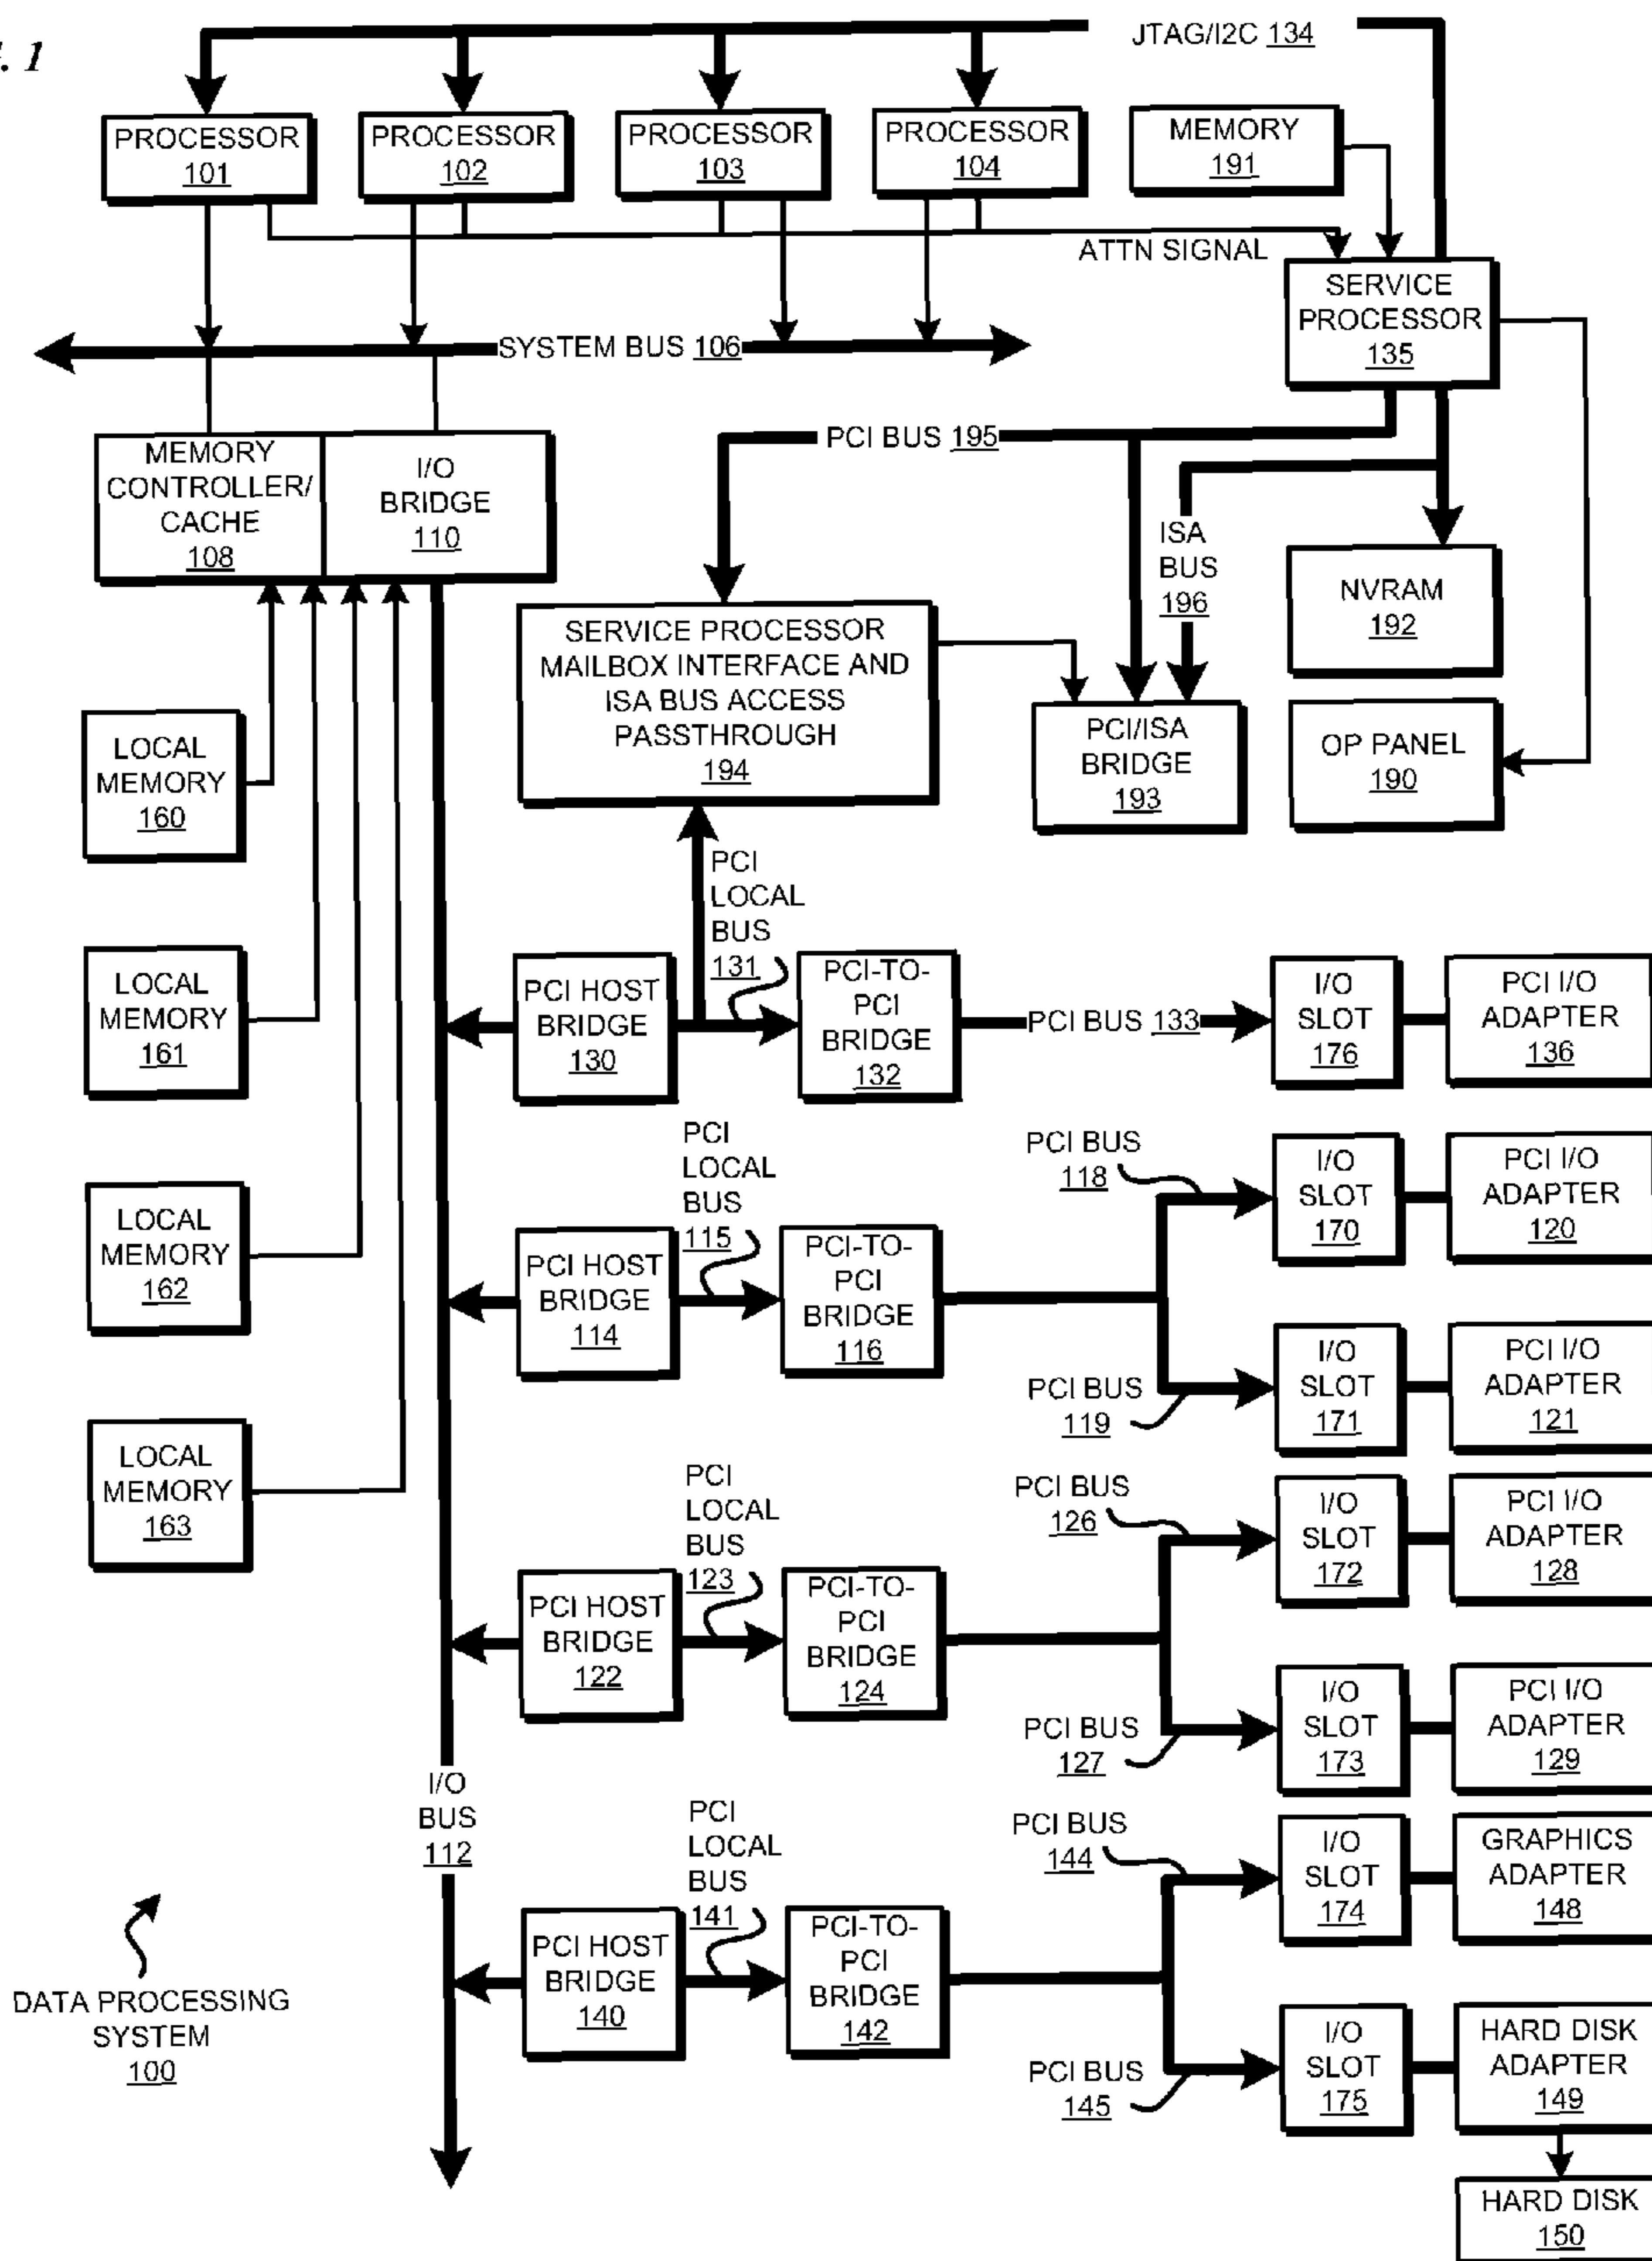 . 1
JTAG/I2C 134
PROCESSOR
101
PROCESSOR
102
PROCESSOR
103
PROCESSOR
104
MEMORY
191
ATTN SIGNAL
SERVICE
PROCESSOR
135
SYSTEM BUS 106
MEMORY
CONTROLLER/
CACHE
108
I/O
BRIDGE
110
PCI BUS 195
ISA
BUS
196
NVRAM
192
SERVICE PROCESSOR
MAILBOX INTERFACE AND
ISA BUS ACCESS
PASSTHROUGH
194
PCI/ISA
BRIDGE
193
OP PANEL
190
LOCAL
MEMORY
160
LOCAL
MEMORY
161
LOCAL
MEMORY
162
LOCAL
MEMORY
163
PCI
LOCAL
BUS
131
PCI HOST
BRIDGE
130
PCI-TO-
PCI
BRIDGE
132
PCI BUS 133
I/O
SLOT
176
PCI I/O
ADAPTER
136
PCI
LOCAL
BUS
115
PCI HOST
BRIDGE
114
PCI-TO-
PCI
BRIDGE
116
PCI BUS
118
I/O
SLOT
170
PCI I/O
ADAPTER
120
PCI BUS
119
I/O
SLOT
171
PCI I/O
ADAPTER
121
PCI
LOCAL
BUS
123
PCI HOST
BRIDGE
122
PCI-TO-
PCI
BRIDGE
124
PCI BUS
126
I/O
SLOT
172
PCI I/O
ADAPTER
128
PCI BUS
127
I/O
SLOT
173
PCI I/O
ADAPTER
129
I/O
BUS
112
PCI
LOCAL
BUS
141
PCI HOST
BRIDGE
140
PCI-TO-
PCI
BRIDGE
142
PCI BUS
144
I/O
SLOT
174
GRAPHICS
ADAPTER
148
PCI BUS
145
I/O
SLOT
175
HARD DISK
ADAPTER
149
HARD DISK
150
DATA PROCESSING
SYSTEM
100